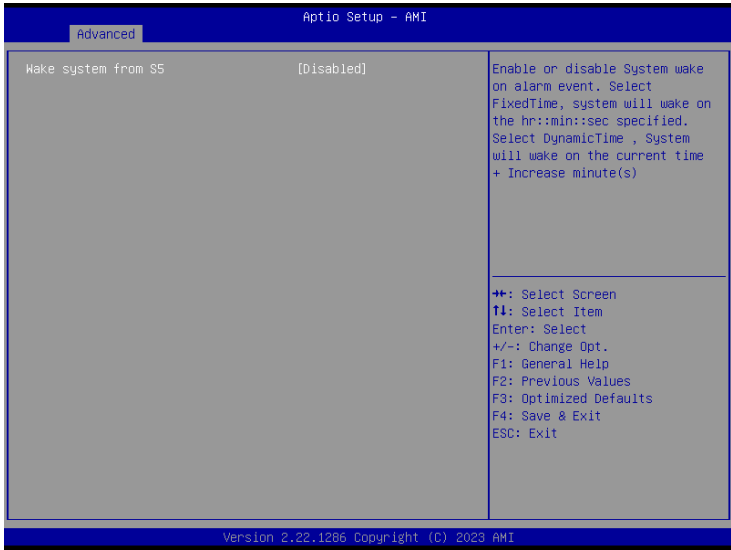 Aptio Setup – AMI
Advanced
Wake system from S5 [Disabled]
Enable or disable System wake
on alarm event. Select
FixedTime, system will wake on
the hr::min::sec specified.
Select DynamicTime , System
will wake on the current time
+ Increase minute(s)
→←: Select Screen
↑↓: Select Item
Enter: Select
+/-: Change Opt.
F1: General Help
F2: Previous Values
F3: Optimized Defaults
F4: Save & Exit
ESC: Exit
Version 2.22.1286 Copyright (C) 2023 AMI